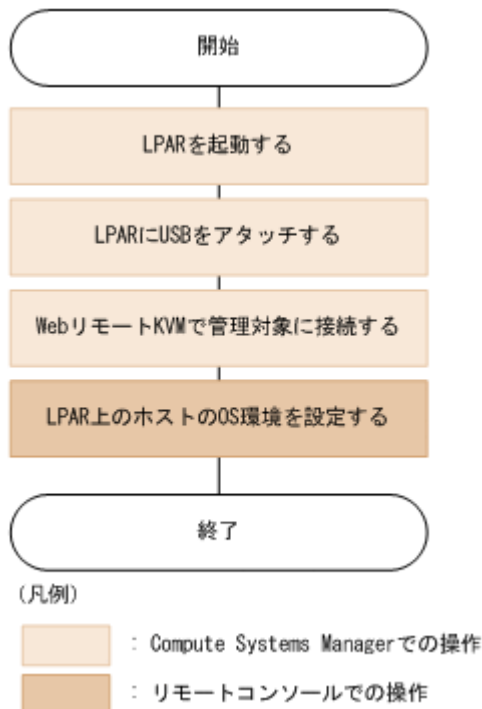 開始
LPARを起動する
LPARにUSBをアタッチする
WebリモートKVMで管理対象に接続する
LPAR上のホストのOS環境を設定する
終了
(凡例)
: Compute Systems Managerでの操作
: リモートコンソールでの操作